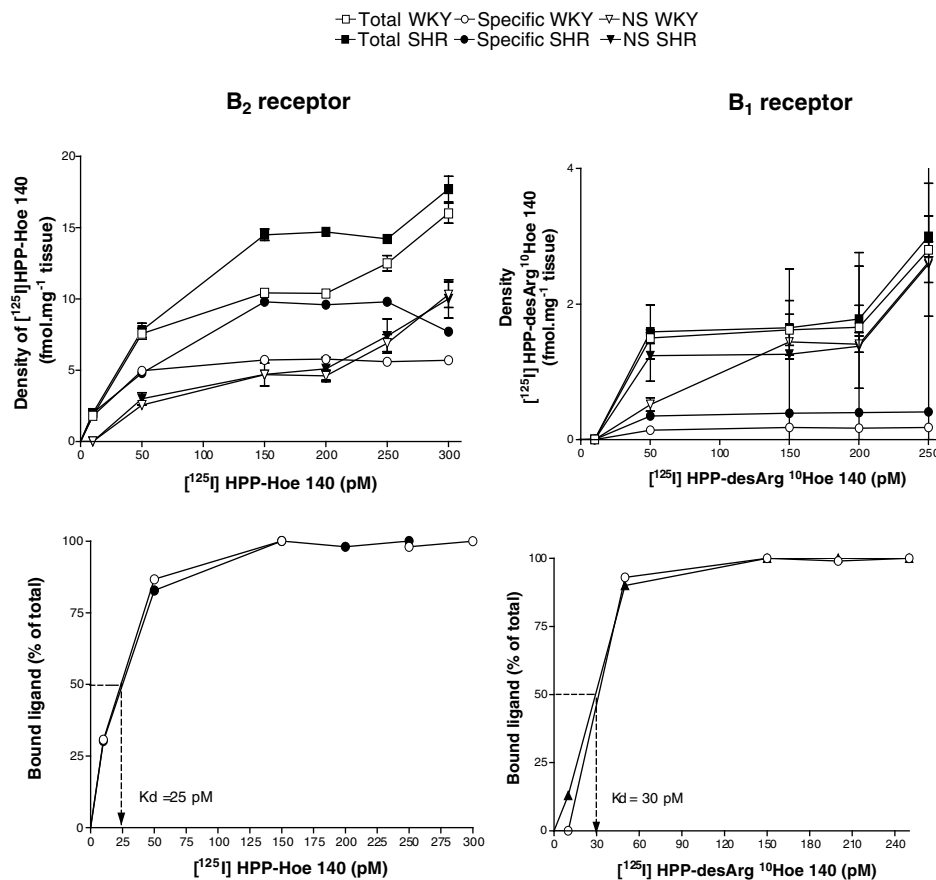 Total WKY Specific WKY NS WKY
Total SHR Specific SHR NS SHR
B2 receptor
B1 receptor
Density of [125I]HPP-Hoe 140
(fmol.mg-1 tissue)
20
15
10
5
0
0 50 100 150 200 250 300
[125I] HPP-Hoe 140 (pM)
Density
[125I] HPP-desArg10Hoe 140
(fmol.mg-1 tissue)
4
2
0
0 50 100 150 200 250
[125I] HPP-desArg 10Hoe 140 (pM)
Bound ligand (% of total)
100
75
50
25
0
Kd =25 pM
0 25 50 75 100 125 150 175 200 225 250 275 300
[125I] HPP-Hoe 140 (pM)
Bound ligand (% of total)
100
75
50
25
0
Kd = 30 pM
0 30 60 90 120 150 180 210 240
[125I] HPP-desArg 10Hoe 140 (pM)